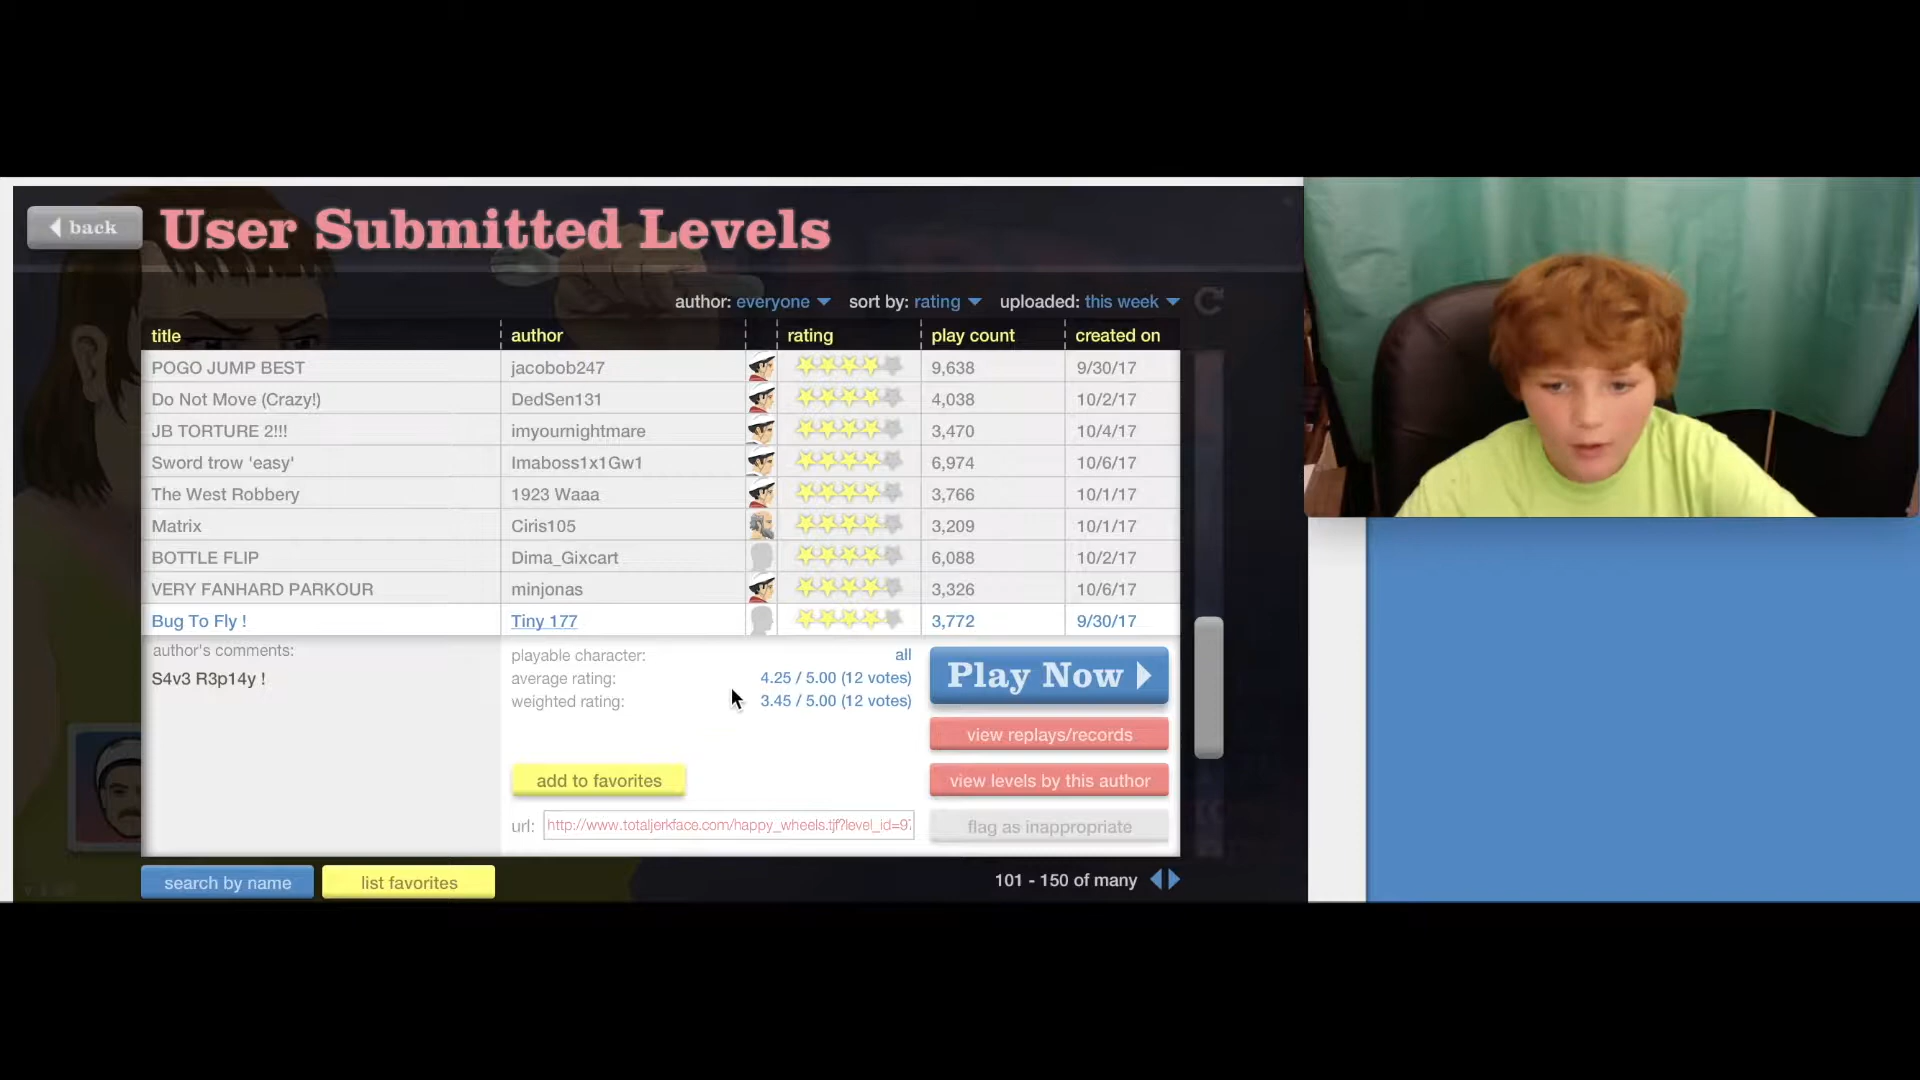 back
User Submitted Levels
author: everyone sort by: rating uploaded: this week
title author rating play count created on
POGO JUMP BEST jacobob247 9,638 9/30/17
Do Not Move (Crazy!) DedSen131 4,038 10/2/17
JB TORTURE 2!!! imyournightmare 3,470 10/4/17
Sword trow 'easy' Imaboss1x1Gw1 6,974 10/6/17
The West Robbery 1923 Waaa 3,766 10/1/17
Matrix Ciris105 3,209 10/1/17
BOTTLE FLIP Dima_Gixcart 6,088 10/2/17
VERY FANHARD PARKOUR minjonas 3,326 10/6/17
Bug To Fly ! Tiny 177 3,772 9/30/17
author's comments:
S4v3 R3p14y !
playable character: all
average rating: 4.25 / 5.00 (12 votes)
weighted rating: 3.45 / 5.00 (12 votes)
Play Now
view replays/records
add to favorites
view levels by this author
url: http://www.totaljerkface.com/happy_wheels.tjf?level_id=9
flag as inappropriate
search by name
list favorites
101 - 150 of many